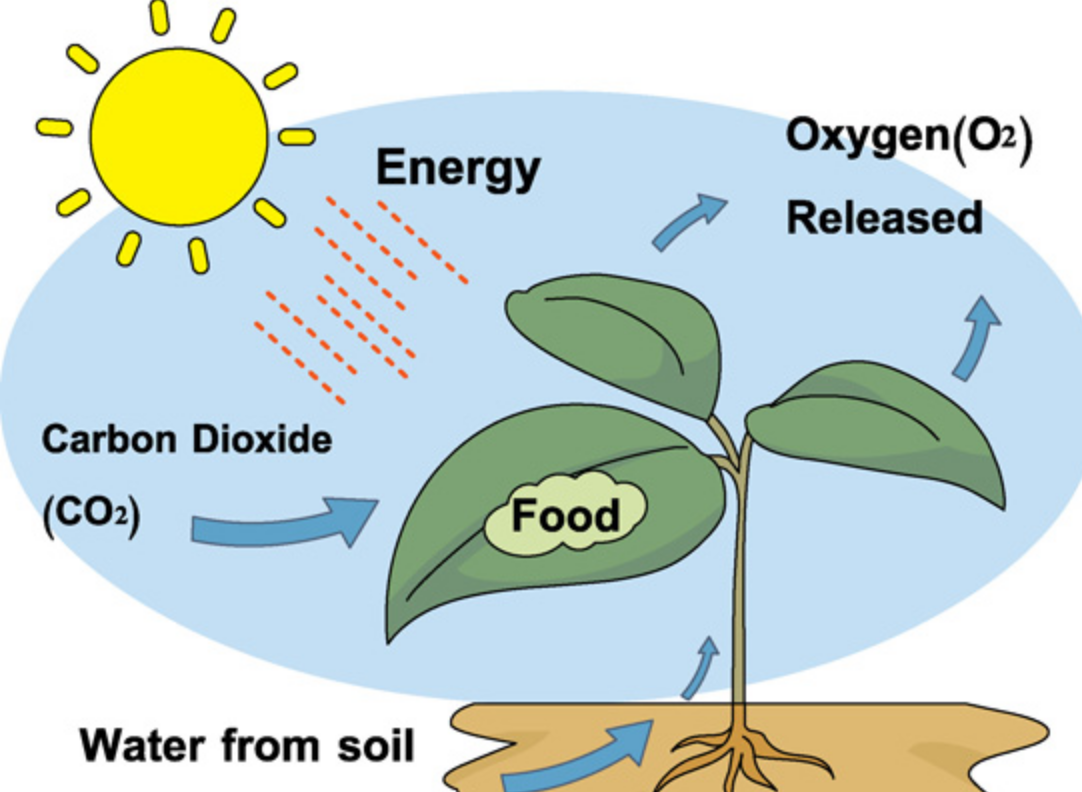 Energy
Oxygen(O₂)
Released
Carbon Dioxide
(CO₂)
Food
Water from soil